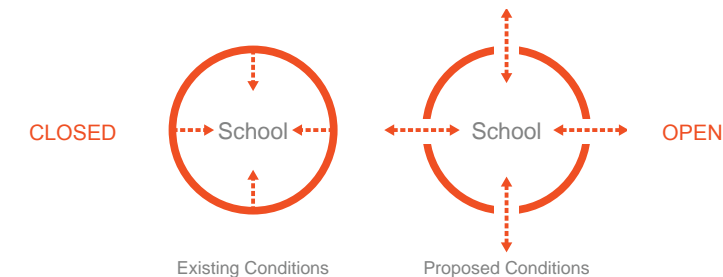 CLOSED
School
School
OPEN
Existing Conditions
Proposed Conditions